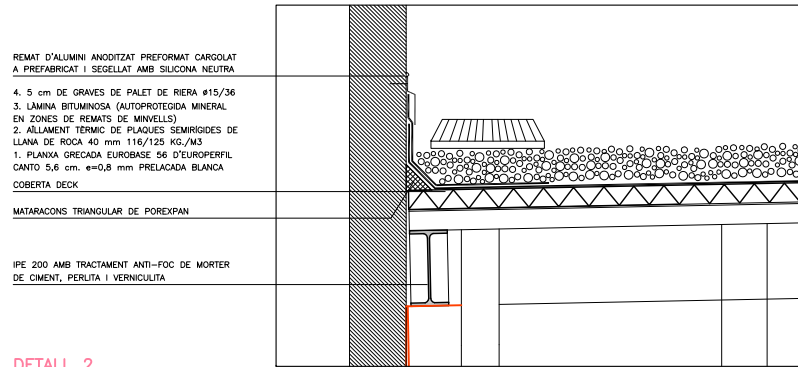 REMAT D'ALUMINI ANODITZAT PREFORMAT CARGOLAT
A PREFABRICAT I SEGELLAT AMB SILICONA NEUTRA
4. 5 cm DE GRAVES DE PALET DE RIERA ø15/36
3. LÀMINA BITUMINOSA (AUTOPROTEGIDA MINERAL
EN ZONES DE REMATS DE MINVELLS)
2. AÏLLAMENT TÈRMIC DE PLAQUES SEMIRÍGIDES DE
LLANA DE ROCA 40 mm 116/125 KG./M3
1. PLANXA GRECADA EUROBASE 56 D'EUROPERFIL
CANTO 5,6 cm. e=0,8 mm PRELACADA BLANCA
COBERTA DECK
MATARACONS TRIANGULAR DE POREXPAN
IPE 200 AMB TRACTAMENT ANTI-FOC DE MORTER
DE CIMENT, PERLITA I VERNICULITA
DETALL 2